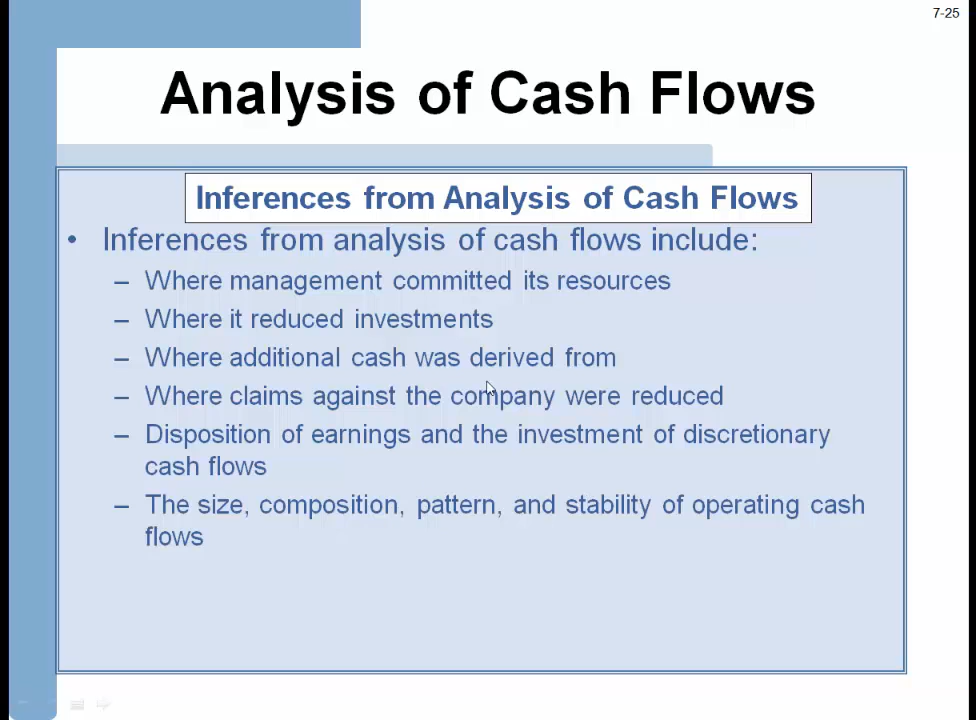 7-25
Analysis of Cash Flows
Inferences from Analysis of Cash Flows
• Inferences from analysis of cash flows include:
– Where management committed its resources
– Where it reduced investments
– Where additional cash was derived from
– Where claims against the company were reduced
– Disposition of earnings and the investment of discretionary
cash flows
– The size, composition, pattern, and stability of operating cash
flows